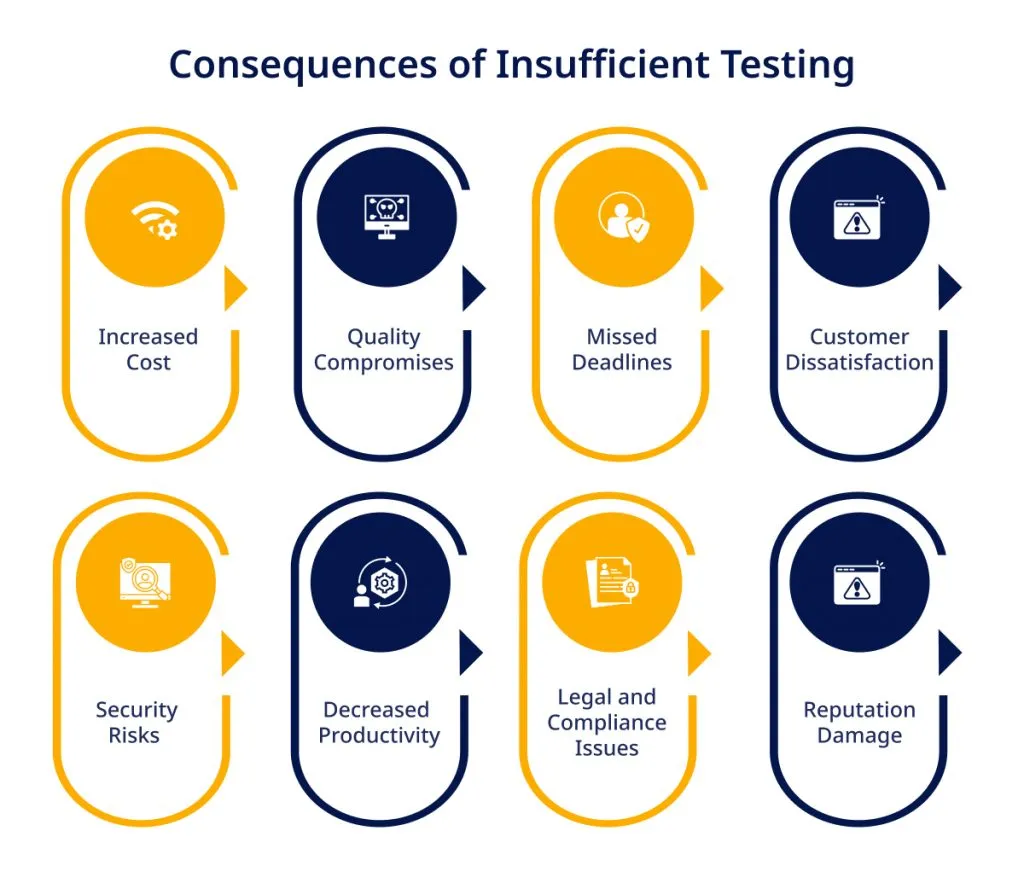 Consequences of Insufficient Testing
Increased
Cost
Quality
Compromises
Missed
Deadlines
Customer
Dissatisfaction
Security
Risks
Decreased
Productivity
Legal and
Compliance
Issues
Reputation
Damage